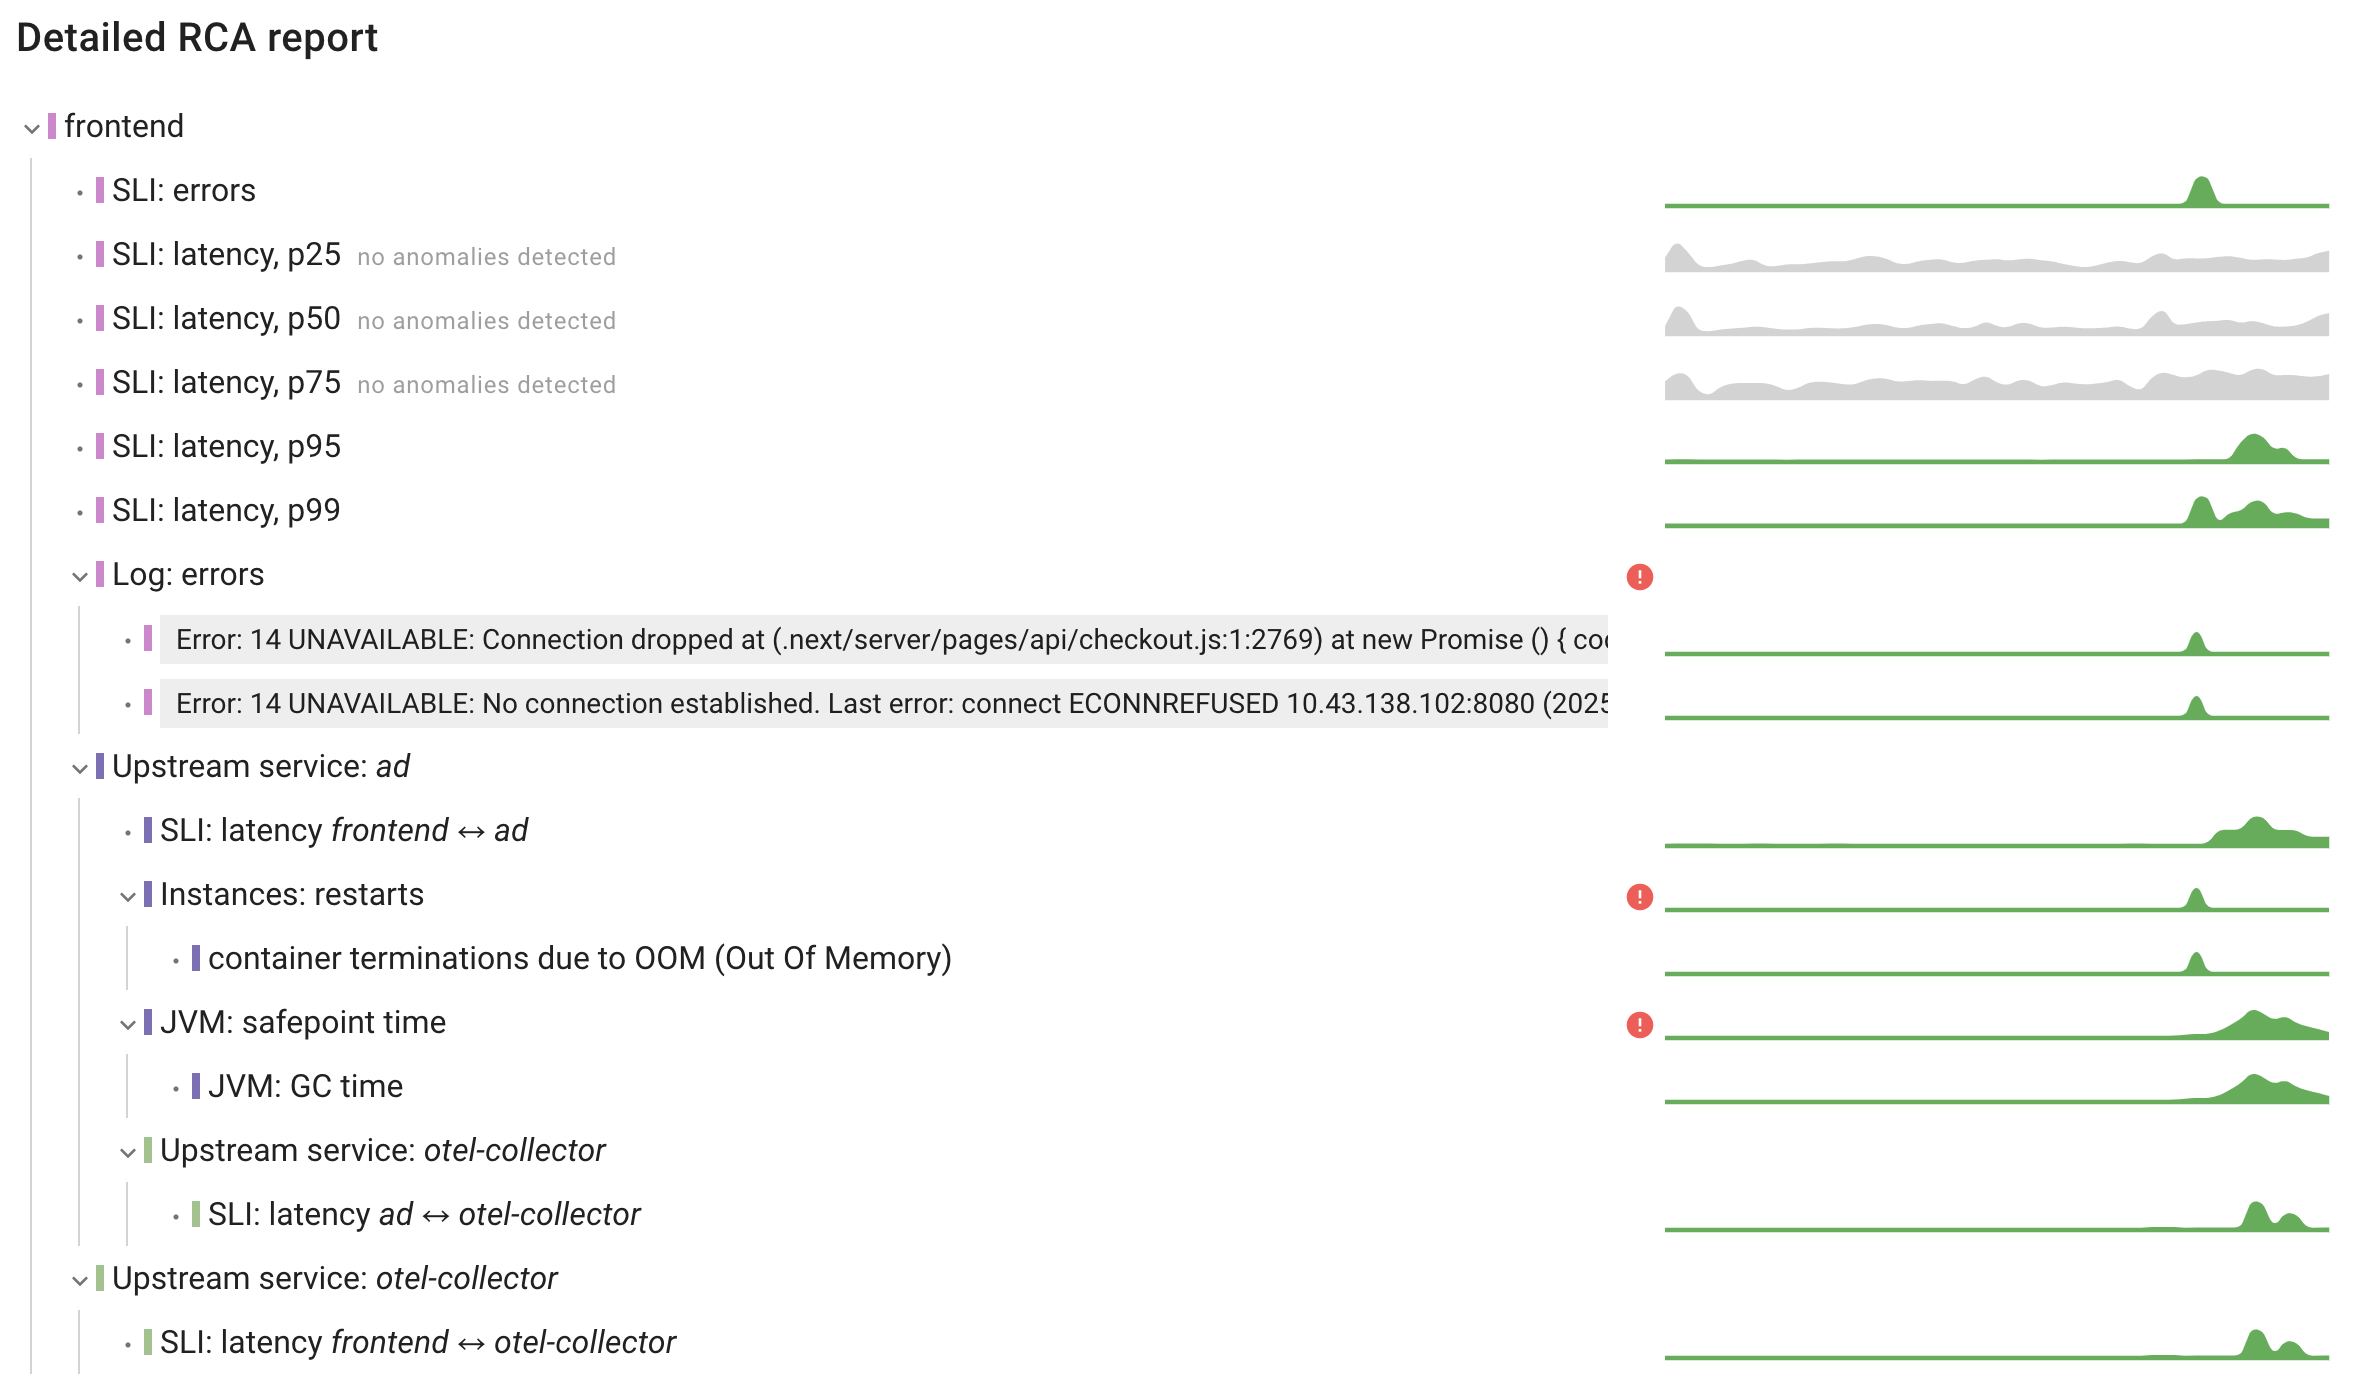 Detailed RCA report
frontend
SLI: errors
SLI: latency, p25 no anomalies detected
SLI: latency, p50 no anomalies detected
SLI: latency, p75 no anomalies detected
SLI: latency, p95
SLI: latency, p99
Log: errors
Error: 14 UNAVAILABLE: Connection dropped at (.next/server/pages/api/checkout.js:1:2769) at new Promise () {
Error: 14 UNAVAILABLE: No connection established. Last error: connect ECONNREFUSED 10.43.138.102:8080 (2025
Upstream service: ad
SLI: latency frontend ↔ ad
Instances: restarts
container terminations due to OOM (Out Of Memory)
JVM: safepoint time
JVM: GC time
Upstream service: otel-collector
SLI: latency ad ↔ otel-collector
Upstream service: otel-collector
SLI: latency frontend ↔ otel-collector